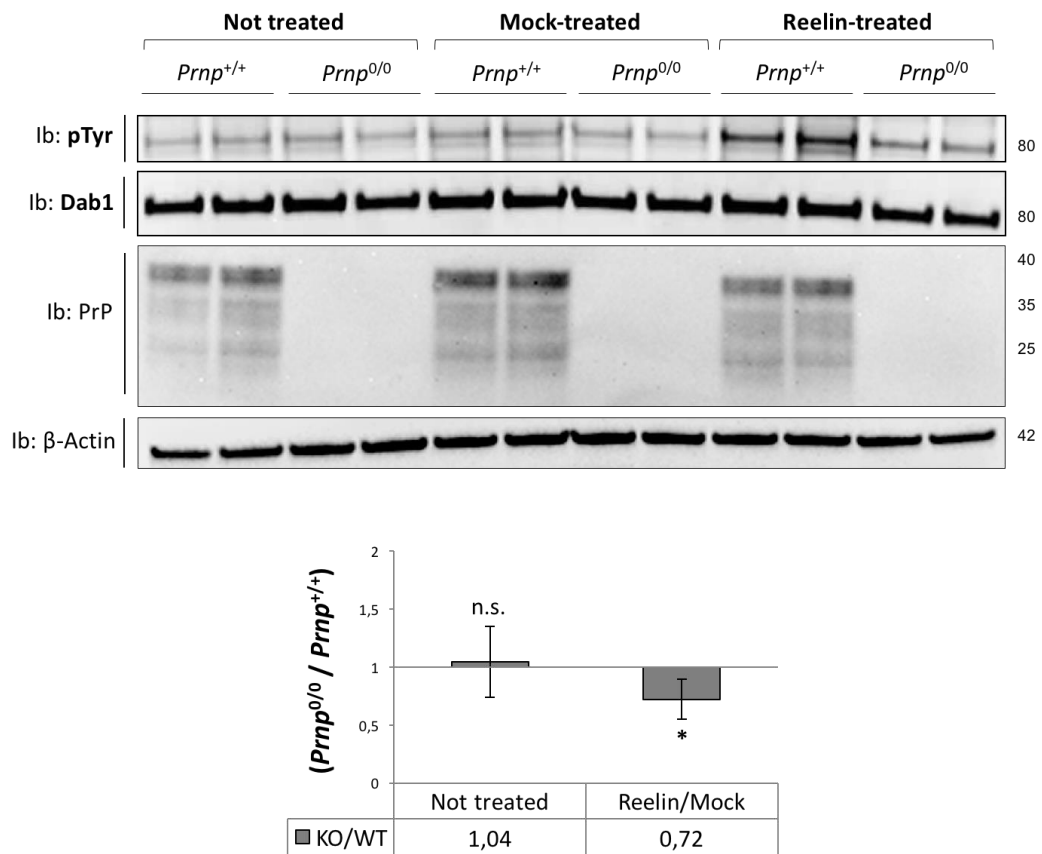 Not treated Mock-treated Reelin-treated
Prnp+/+ Prnp0/0 Prnp+/+ Prnp0/0 Prnp+/+ Prnp0/0
Ib: pTyr 80
Ib: Dab1 80
40
Ib: PrP 35
25
Ib: β-Actin 42
(Prnp0/0 / Prnp+/+)
2
1,5
n.s.
1
0,5
*
0
Not treated Reelin/Mock
KO/WT 1,04 0,72